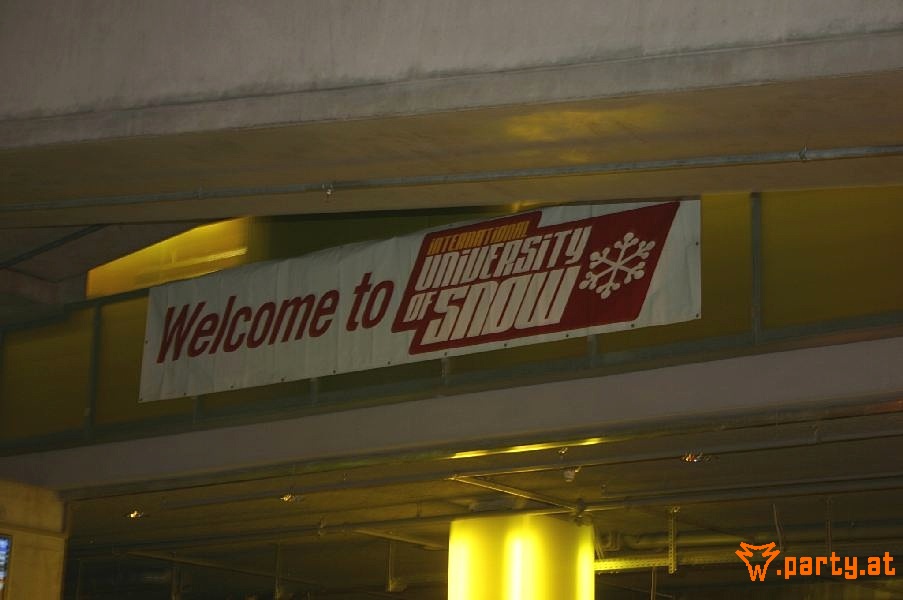 Welcome to
INTERNATIONAL
UNIVERSITY
OF SNOW
W.party.at